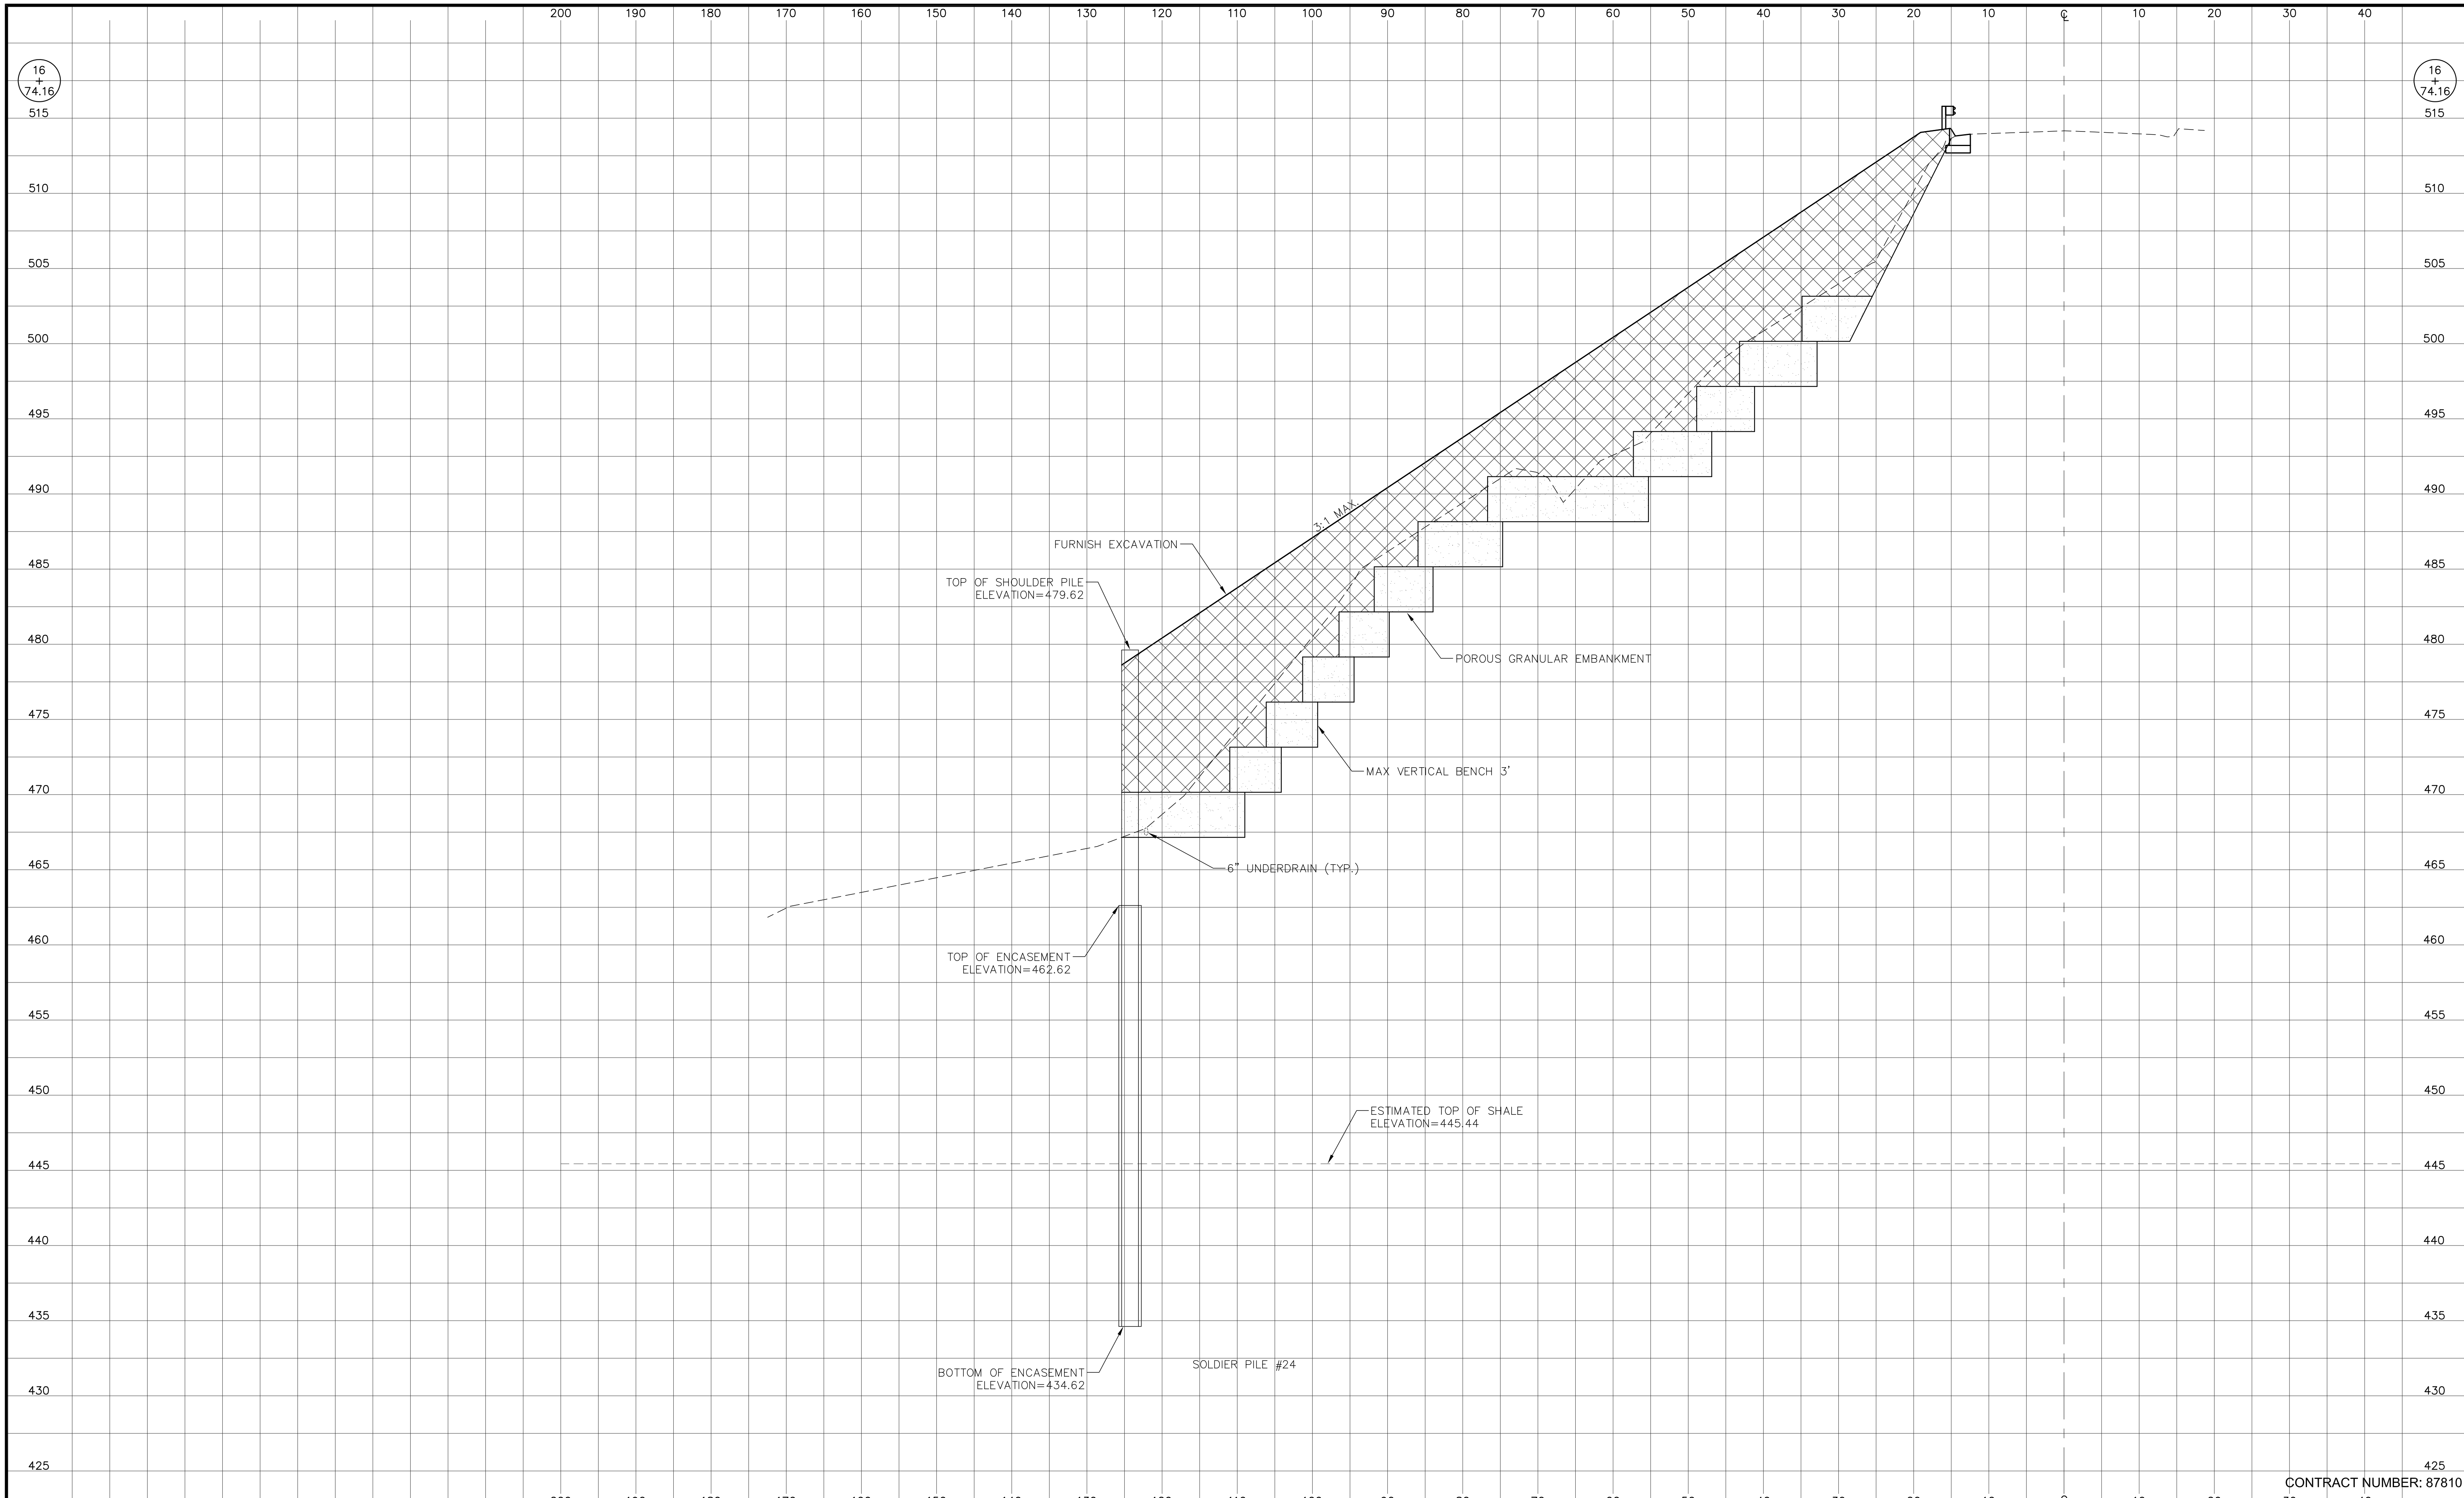 200 190 180 170 160 150 140 130 120 110 100 90 80 70 60 50 40 30 20 10 ℄ 10 20 30 40
16
+
74.16
16
+
74.16
515 515
510 510
505 505
500 500
495 495
490 490
3:1 MAX.
FURNISH EXCAVATION
485 485
TOP OF SHOULDER PILE
ELEVATION=479.62
480 480
POROUS GRANULAR EMBANKMENT
475 475
MAX VERTICAL BENCH 3'
470 470
465 465
6" UNDERDRAIN (TYP.)
460 460
TOP OF ENCASEMENT
ELEVATION=462.62
455 455
450 450
ESTIMATED TOP OF SHALE
ELEVATION=445.44
445 445
440 440
435 435
SOLDIER PILE #24
BOTTOM OF ENCASEMENT
ELEVATION=434.62
430 430
425 425
CONTRACT NUMBER: 87810